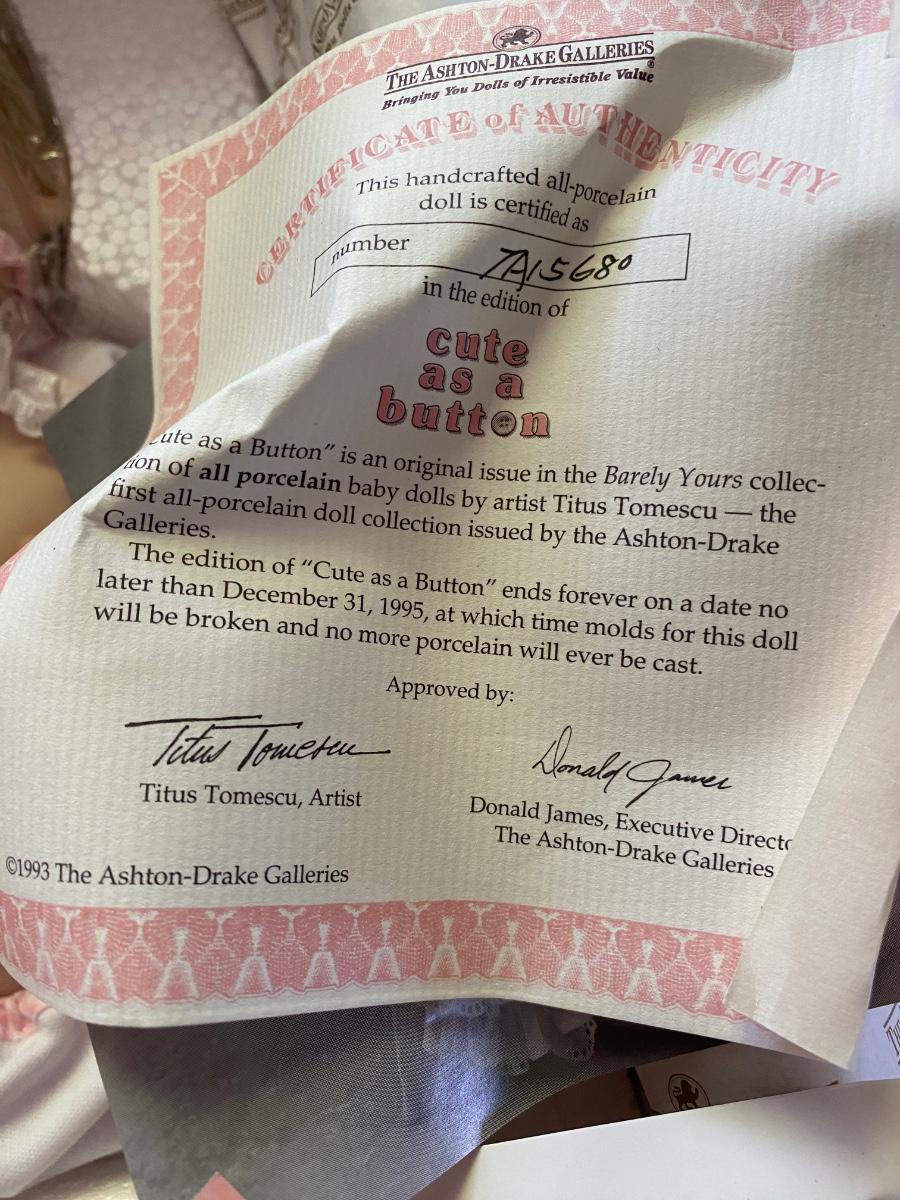 THE ASHTON-DRAKE GALLERIES®
Bringing You Dolls of Irresistible Value
CERTIFICATE of AUTHENTICITY
This handcrafted all-porcelain
doll is certified as
number 7A15680
in the edition of
cute
as a
button
ute as a Button" is an original issue in the Barely Yours collec-
ion of all porcelain baby dolls by artist Titus Tomescu — the
first all-porcelain doll collection issued by the Ashton-Drake
Galleries.
The edition of "Cute as a Button" ends forever on a date no
later than December 31, 1995, at which time molds for this doll
will be broken and no more porcelain will ever be cast.
Approved by:
Titus Tomescu
Donald James
Titus Tomescu, Artist
Donald James, Executive Directo
The Ashton-Drake Galleries
©1993 The Ashton-Drake Galleries